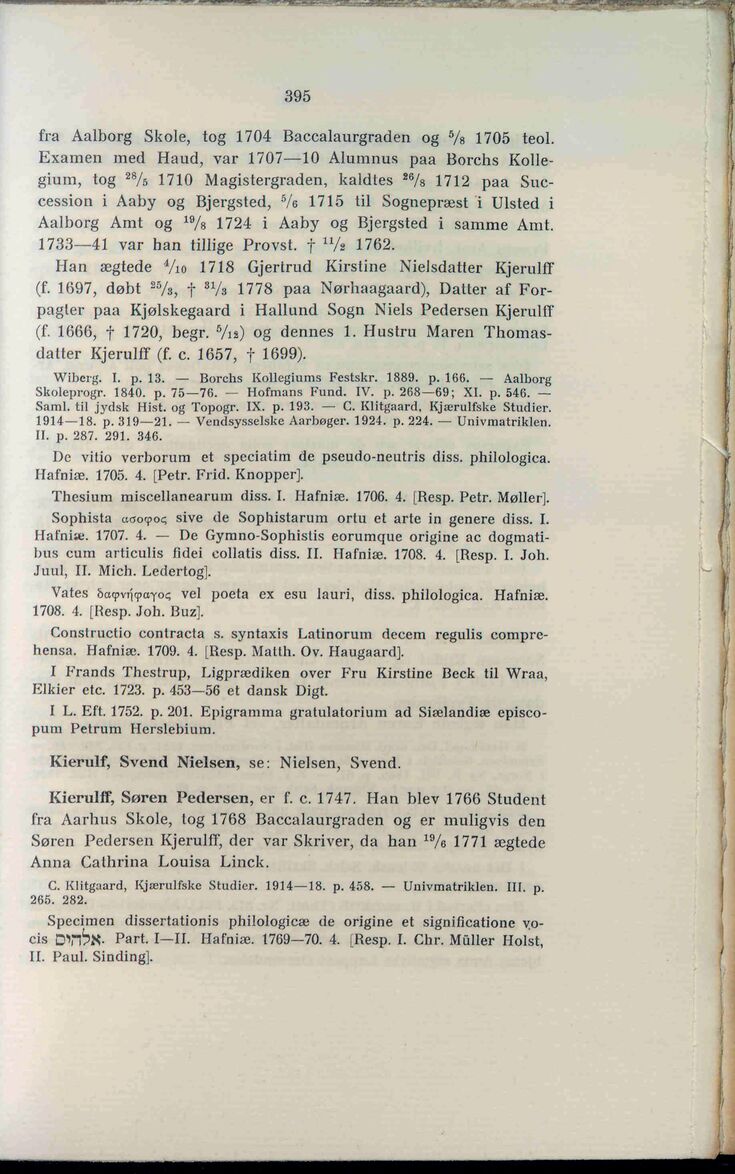 395
fra Aalborg Skole, tog 1704 Baccalaurgraden og 5/8 1705 teol.
Examen med Haud, var 1707—10 Alumnus paa Borchs Kolle-
gium, tog 28/5 1710 Magistergraden, kaldtes 26/8 1712 paa Suc-
cession i Aaby og Bjergsted, 5/6 1715 til Sognepræst i Ulsted i
Aalborg Amt og 19/8 1724 i Aaby og Bjergsted i samme Amt.
1733—41 var han tillige Provst. † 11/2 1762.
Han ægtede 4/10 1718 Gjertrud Kirstine Nielsdatter Kjerulff
(f. 1697, døbt 25/3, † 31/3 1778 paa Nørhaagaard), Datter af For-
pagter paa Kjølskegaard i Hallund Sogn Niels Pedersen Kjerulff
(f. 1666, † 1720, begr. 5/12) og dennes 1. Hustru Maren Thomas-
datter Kjerulff (f. c. 1657, † 1699).
Wiberg. I. p. 13. — Borchs Kollegiums Festskr. 1889. p. 166. — Aalborg
Skoleprogr. 1840. p. 75—76. — Hofmans Fund. IV. p. 268—69; XI. p. 546. —
Saml. til jydsk Hist. og Topogr. IX. p. 193. — C. Klitgaard, Kjærulfske Studier.
1914—18. p. 319—21. — Vendsysselske Aarbøger. 1924. p. 224. — Univmatriklen.
II. p. 287. 291. 346.
De vitio verborum et speciatim de pseudo-neutris diss. philologica.
Hafniæ. 1705. 4. [Petr. Frid. Knopper].
Thesium miscellanearum diss. I. Hafniæ. 1706. 4. [Resp. Petr. Møller].
Sophista ασοφος sive de Sophistarum ortu et arte in genere diss. I.
Hafniæ. 1707. 4. — De Gymno-Sophistis eorumque origine ac dogmati-
bus cum articulis fidei collatis diss. II. Hafniæ. 1708. 4. [Resp. I. Joh.
Juul, II. Mich. Ledertog].
Vates δαφνήφαγος vel poeta ex esu lauri, diss. philologica. Hafniæ.
1708. 4. [Resp. Joh. Buz].
Constructio contracta s. syntaxis Latinorum decem regulis compre-
hensa. Hafniæ. 1709. 4. [Resp. Matth. Ov. Haugaard].
I Frands Thestrup, Ligprædiken over Fru Kirstine Beck til Wraa,
Elkier etc. 1723. p. 453—56 et dansk Digt.
I L. Eft. 1752. p. 201. Epigramma gratulatorium ad Siælandiæ episco-
pum Petrum Herslebium.
Kierulf, Svend Nielsen, se: Nielsen, Svend.
Kierulff, Søren Pedersen, er f. c. 1747. Han blev 1766 Student
fra Aarhus Skole, tog 1768 Baccalaurgraden og er muligvis den
Søren Pedersen Kjerulff, der var Skriver, da han 19/6 1771 ægtede
Anna Cathrina Louisa Linck.
C. Klitgaard, Kjærulfske Studier. 1914—18. p. 458. — Univmatriklen. III. p.
265. 282.
Specimen dissertationis philologicæ de origine et significatione vo-
cis אלהים. Part. I—II. Hafniæ. 1769—70. 4. [Resp. I. Chr. Müller Holst,
II. Paul. Sinding].